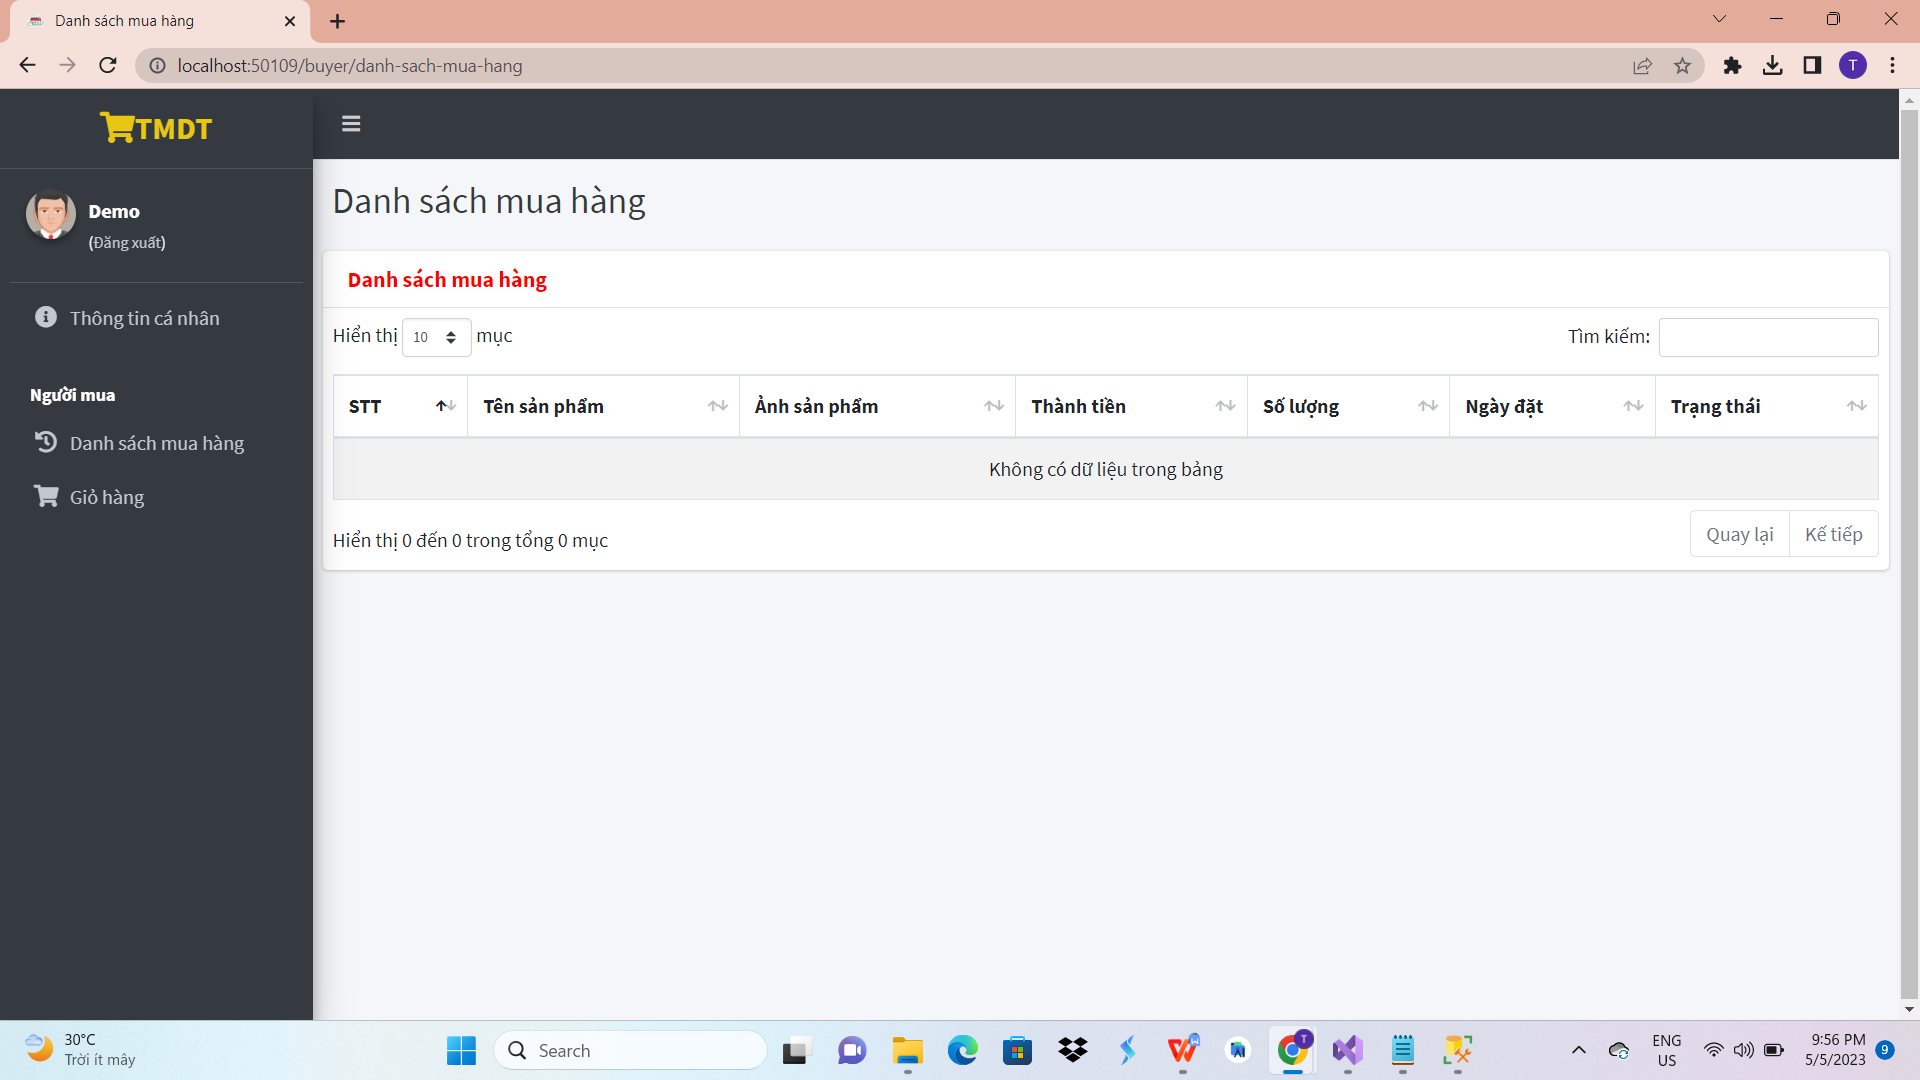 Danh sách mua hàng
localhost:50109/buyer/danh-sach-mua-hang
T
TMDT
Demo
(Đăng xuất)
Thông tin cá nhân
Người mua
Danh sách mua hàng
Giỏ hàng
Danh sách mua hàng
Danh sách mua hàng
Hiển thị 10 mục
Tìm kiếm:
STT Tên sản phẩm Ảnh sản phẩm Thành tiền Số lượng Ngày đặt Trạng thái
Không có dữ liệu trong bảng
Hiển thị 0 đến 0 trong tổng 0 mục
Quay lại Kế tiếp
30°C
Trời ít mây
Search
T
ENG
US
9:56 PM
5/5/2023
9